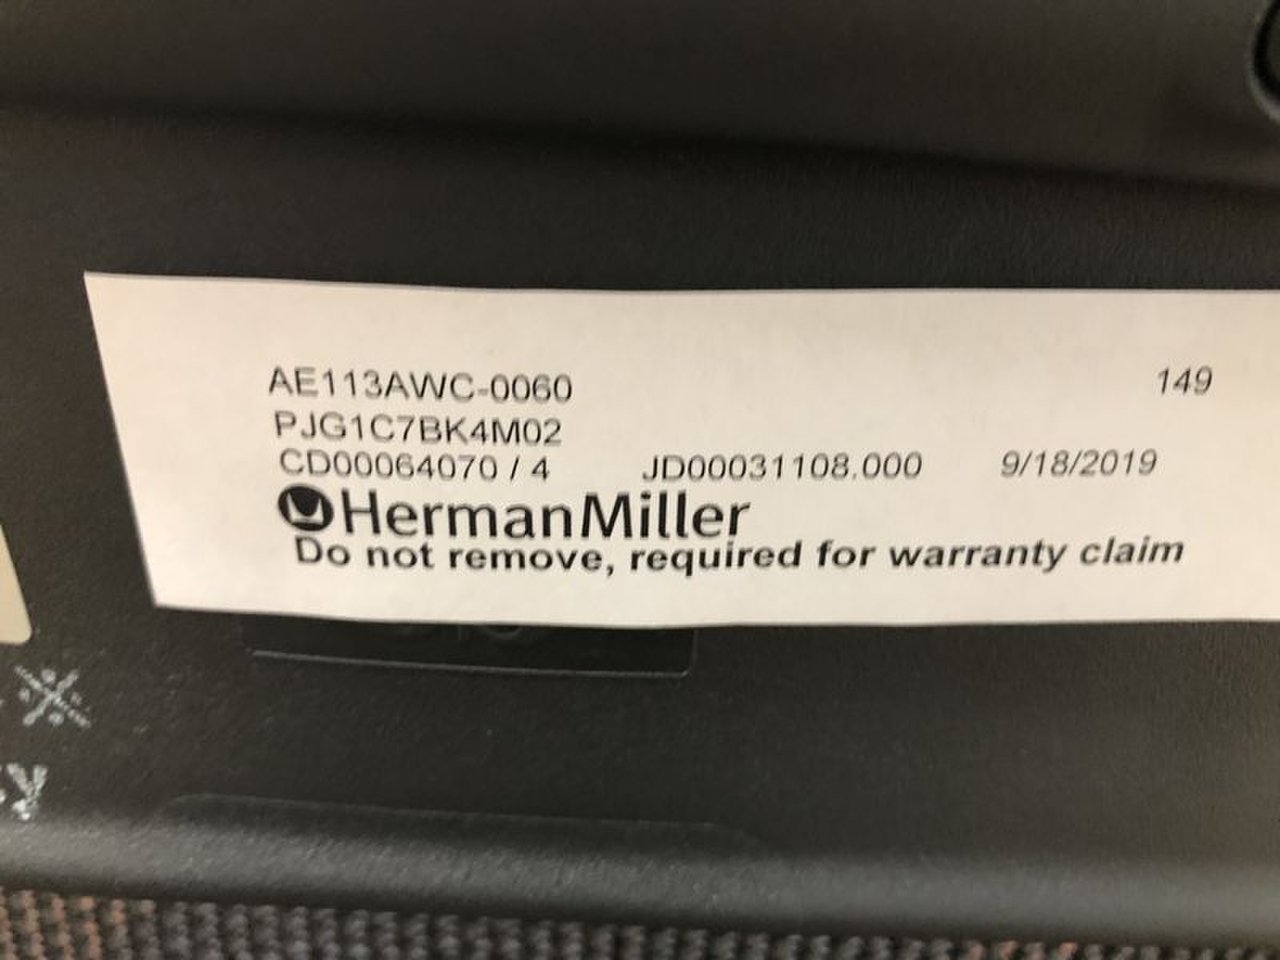 AE113AWC-0060 149
PJG1C7BK4M02
CD00064070 / 4 JD00031108.000 9/18/2019
HermanMiller
Do not remove, required for warranty claim